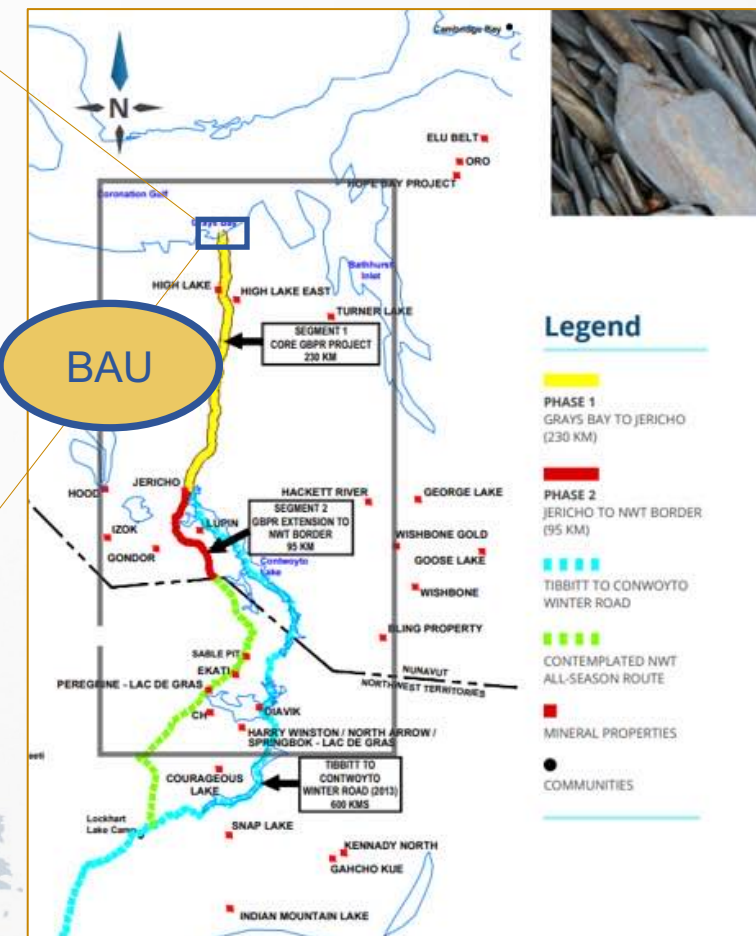 Cambridge Bay
N
ELU BELT
ORO
HOPE BAY PROJECT
Coronation Gulf
Grays Bay
Bathhurst
Inlet
HIGH LAKE
HIGH LAKE EAST
TURNER LAKE
SEGMENT 1
CORE GBPR PROJECT
230 KM
BAU
JERICHO
HOOD
HACKETT RIVER
GEORGE LAKE
SEGMENT 2
GBPR EXTENSION TO
NWT BORDER
95 KM
LUPIN
IZOK
GONDOR
WISHBONE GOLD
GOOSE LAKE
Contwoyto
Lake
WISHBONE
BLING PROPERTY
SABLE PIT
EKATI
NUNAVUT
NORTHWEST TERRITORIES
PEREGRINE - LAC DE GRAS
CH
DIAVIK
HARRY WINSTON / NORTH ARROW /
SPRINGBOK - LAC DE GRAS
eeti
COURAGEOUS
LAKE
TIBBITT TO
CONTWOYTO
WINTER ROAD (2013)
600 KMS
Lockhart
Lake Camp
SNAP LAKE
KENNADY NORTH
GAHCHO KUE
INDIAN MOUNTAIN LAKE
Legend
PHASE 1
GRAYS BAY TO JERICHO
(230 KM)
PHASE 2
JERICHO TO NWT BORDER
(95 KM)
TIBBITT TO CONWOYTO
WINTER ROAD
CONTEMPLATED NWT
ALL-SEASON ROUTE
MINERAL PROPERTIES
COMMUNITIES